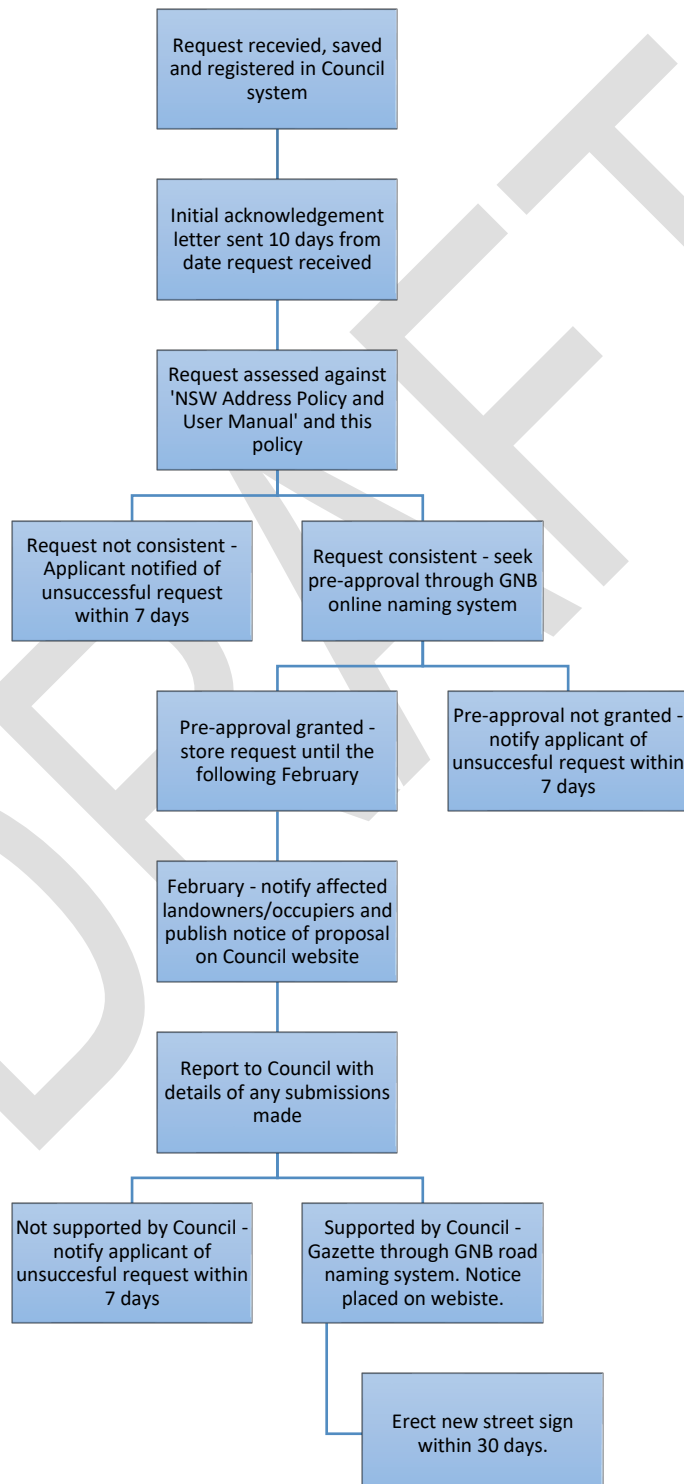 Request recevied, saved
and registered in Council
system
Initial acknowledgement
letter sent 10 days from
date request received
Request assessed against
'NSW Address Policy and
User Manual' and this
policy
Request not consistent -
Applicant notified of
unsuccessful request
within 7 days
Request consistent - seek
pre-approval through GNB
online naming system
Pre-approval granted -
store request until the
following February
Pre-approval not granted -
notify applicant of
unsuccesful request within
7 days
February - notify affected
landowners/occupiers and
publish notice of proposal
on Council website
Report to Council with
details of any submissions
made
Not supported by Council -
notify applicant of
unsuccesful request within
7 days
Supported by Council -
Gazette through GNB road
naming system. Notice
placed on webiste.
Erect new street sign
within 30 days.
DRAFT